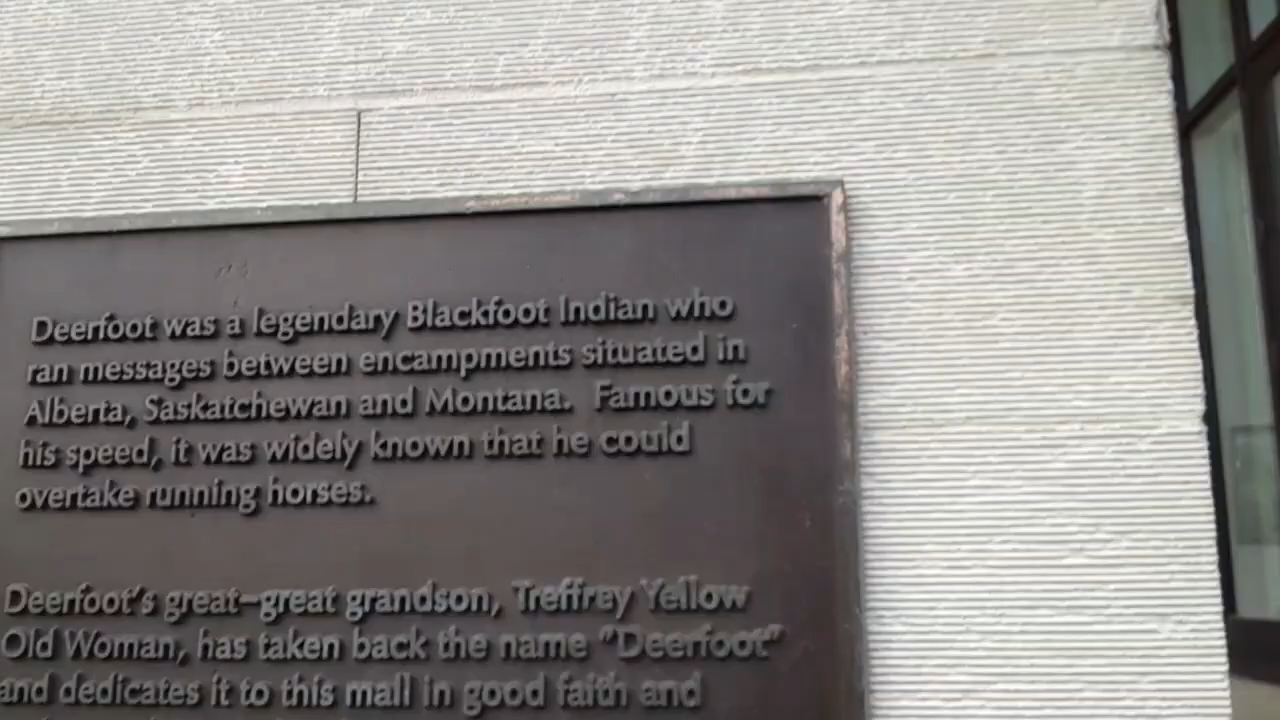 Deerfoot was a legendary Blackfoot Indian who
ran messages between encampments situated in
Alberta, Saskatchewan and Montana. Famous for
his speed, it was widely known that he could
overtake running horses.
Deerfoot's great-great grandson, Treffrey Yellow
Old Woman, has taken back the name "Deerfoot"
and dedicates it to this mall in good faith and